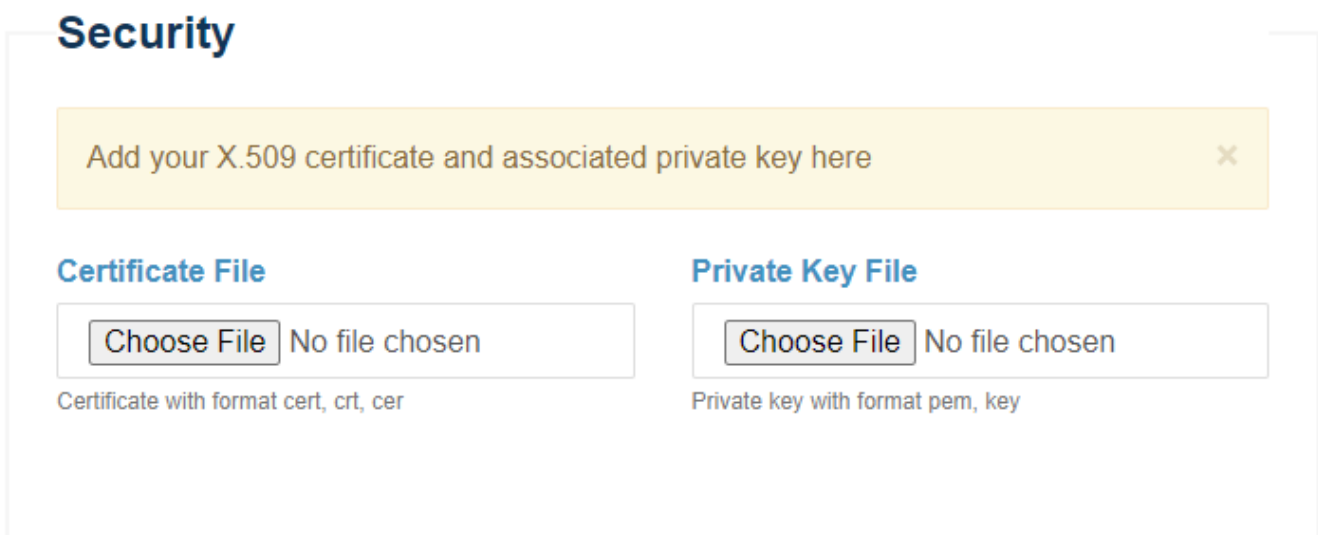 Security
Add your X.509 certificate and associated private key here ×
Certificate File
Choose File No file chosen
Certificate with format cert, crt, cer
Private Key File
Choose File No file chosen
Private key with format pem, key